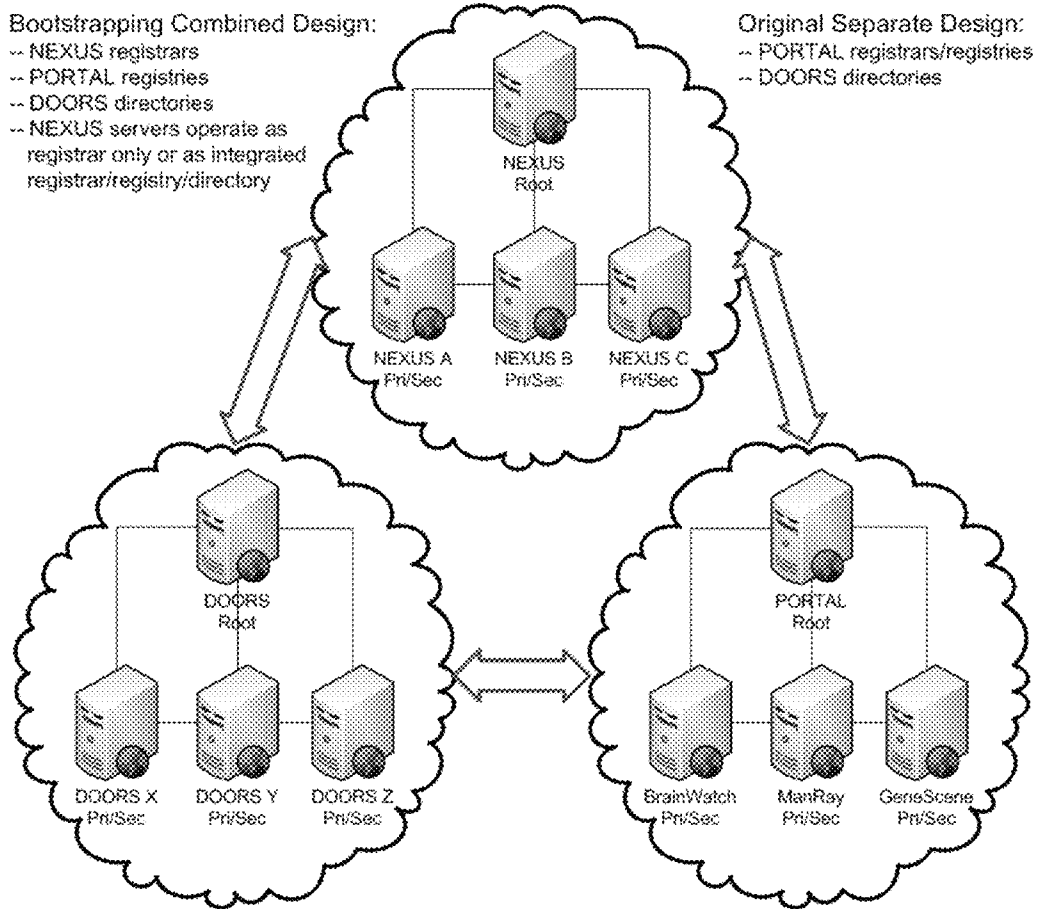 Bootstrapping Combined Design:
-- NEXUS registrars
-- PORTAL registries
-- DOORS directories
-- NEXUS servers operate as
registrar only or as integrated
registrar/registry/directory
Original Separate Design:
-- PORTAL registrars/registries
-- DOORS directories
NEXUS
Root
NEXUS A
Pri/Sec
NEXUS B
Pri/Sec
NEXUS C
Pri/Sec
DOORS
Root
DOORS X
Pri/Sec
DOORS Y
Pri/Sec
DOORS Z
Pri/Sec
PORTAL
Root
BrainWatch
Pri/Sec
ManRay
Pri/Sec
GeneScene
Pri/Sec